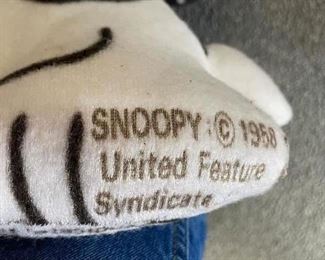 SNOOPY: © 1958
United Feature
Syndicate